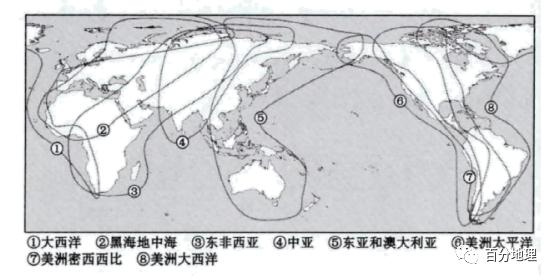 ① ② ③ ④ ⑤ ⑥ ⑦ ⑧
①大西洋 ②黑海地中海 ③东非西亚 ④中亚 ⑤东亚和澳大利亚 ⑥美洲太平洋
⑦美洲密西西比 ⑧美洲大西洋
百分地理